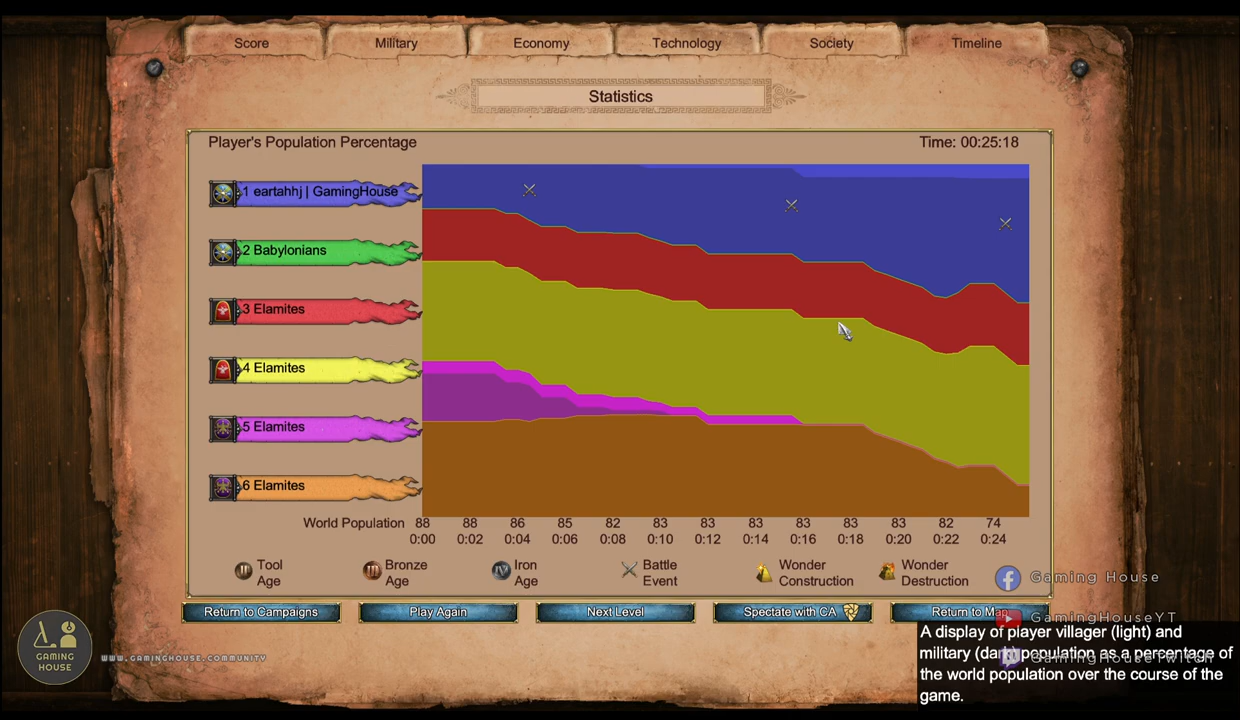 Score
Military
Economy
Technology
Society
Timeline
Statistics
Player's Population Percentage
Time: 00:25:18
1 eartahhj | GamingHouse
2 Babylonians
3 Elamites
4 Elamites
5 Elamites
6 Elamites
World Population 88 88 86 85 82 83 83 83 83 83 83 82 74
0:00 0:02 0:04 0:06 0:08 0:10 0:12 0:14 0:16 0:18 0:20 0:22 0:24
Tool
Age
Bronze
Age
Iron
Age
Battle
Event
Wonder
Construction
Wonder
Destruction
Gaming House
Return to Campaigns
Play Again
Next Level
Spectate with CA
Return to Map
GamingHouseYT
A display of player villager (light) and
military (dark) population as a percentage of
the world population over the course of the
game.
GamingHouseTwitch
GAMING
HOUSE
www.gaminghouse.community